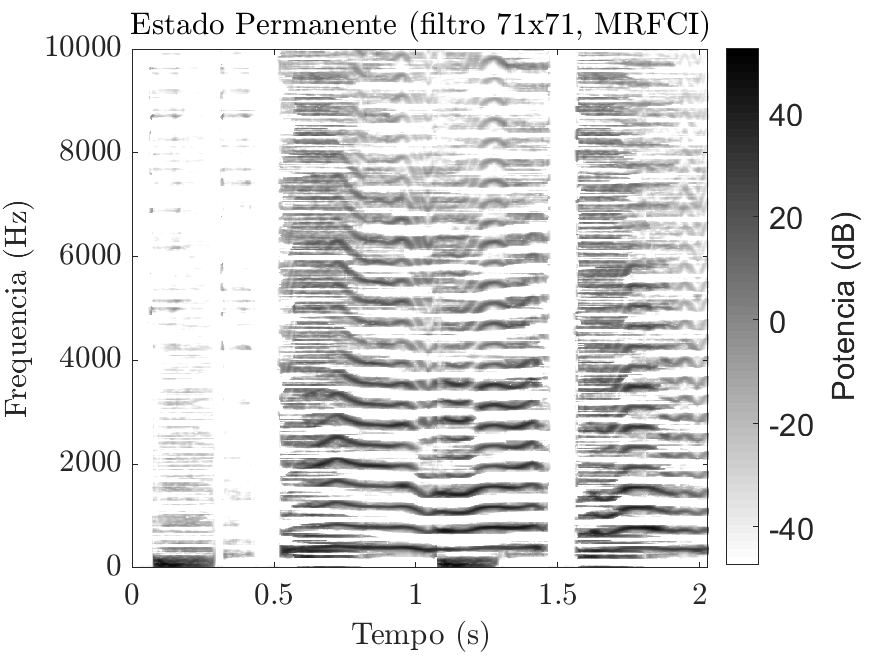 Estado Permanente (filtro 71x71, MRFCI)
10000
8000
6000
4000
2000
0
Frequencia (Hz)
0 0.5 1 1.5 2
Tempo (s)
40
20
0
-20
-40
Potencia (dB)